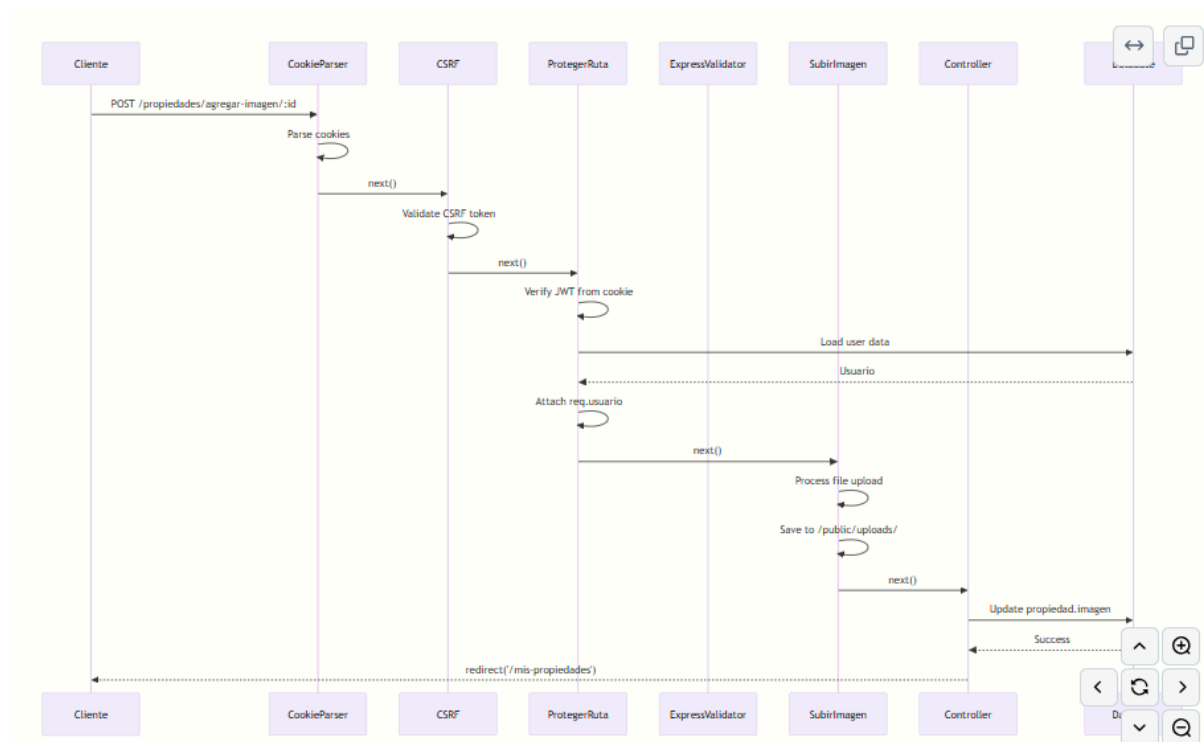 Cliente
CookieParser
CSRF
ProtegerRuta
ExpressValidator
SubirImagen
Controller
POST /propiedades/agregar-imagen/:id
Parse cookies
next()
Validate CSRF token
next()
Verify JWT from cookie
Load user data
Usuario
Attach req.usuario
next()
Process file upload
Save to /public/uploads/
next()
Update propiedad.imagen
Success
redirect('/mis-propiedades')
Cliente
CookieParser
CSRF
ProtegerRuta
ExpressValidator
SubirImagen
Controller